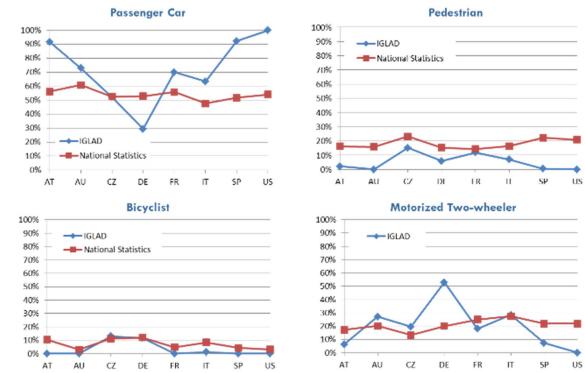 Passenger Car
100%
90%
80%
70%
60%
50%
40%
30%
20%
10%
0%
IGLAD
National Statistics
AT AU CZ DE FR IT SP US
Pedestrian
100%
90%
80%
70%
60%
50%
40%
30%
20%
10%
0%
IGLAD
National Statistics
AT AU CZ DE FR IT SP US
Bicyclist
100%
90%
80%
70%
60%
50%
40%
30%
20%
10%
0%
IGLAD
National Statistics
AT AU CZ DE FR IT SP US
Motorized Two-wheeler
100%
90%
80%
70%
60%
50%
40%
30%
20%
10%
0%
IGLAD
AT AU CZ DE FR IT SP US